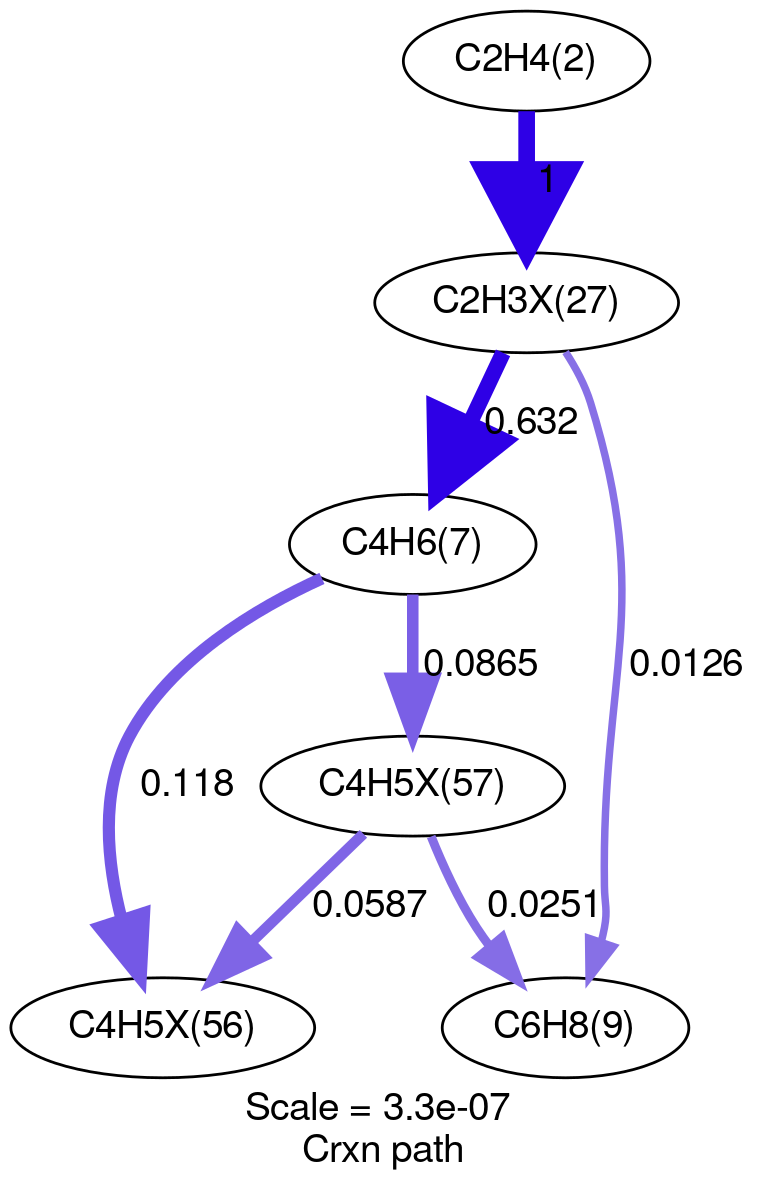 C2H4(2)
1
C2H3X(27)
0.632
C4H6(7)
0.0865
0.0126
0.118
C4H5X(57)
0.0587
0.0251
C4H5X(56)
C6H8(9)
Scale = 3.3e-07
Crxn path